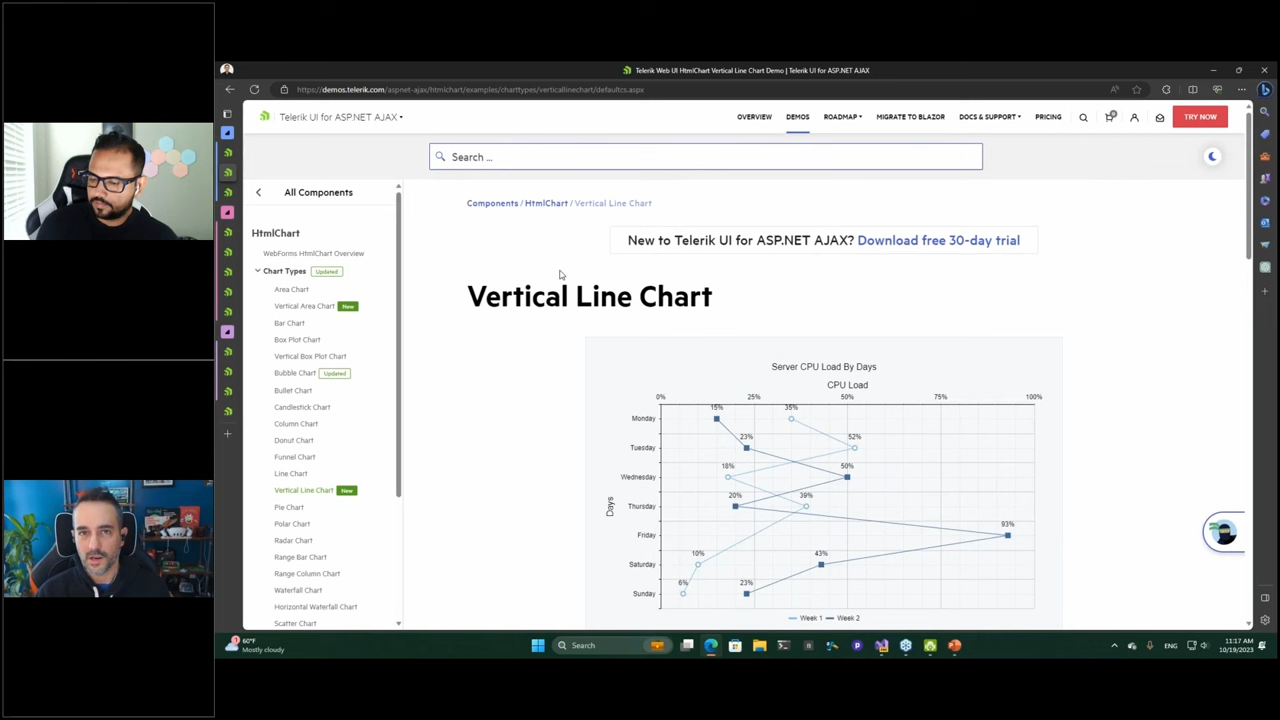 Telerik Web UI HtmlChart Vertical Line Chart Demo | Telerik UI for ASP.NET AJAX
https://demos.telerik.com/aspnet-ajax/htmlchart/examples/charttypes/verticallinechart/defaultcs.aspx
Telerik UI for ASP.NET AJAX
OVERVIEW DEMOS ROADMAP MIGRATE TO BLAZOR DOCS & SUPPORT PRICING 0 TRY NOW
Search ...
All Components
HtmlChart
WebForms HtmlChart Overview
Chart Types Updated
Area Chart
Vertical Area Chart New
Bar Chart
Box Plot Chart
Vertical Box Plot Chart
Bubble Chart Updated
Bullet Chart
Candlestick Chart
Column Chart
Donut Chart
Funnel Chart
Line Chart
Vertical Line Chart New
Pie Chart
Polar Chart
Radar Chart
Range Bar Chart
Range Column Chart
Waterfall Chart
Horizontal Waterfall Chart
Scatter Chart
Components / HtmlChart / Vertical Line Chart
New to Telerik UI for ASP.NET AJAX? Download free 30-day trial
Vertical Line Chart
Server CPU Load By Days
CPU Load
0% 25% 50% 75% 100%
Monday 15% 35%
Tuesday 23% 52%
Wednesday 18% 50%
Thursday 20% 39%
Friday 93%
Saturday 10% 43%
Sunday 6% 23%
Days
Week 1 Week 2
1
60°F
Mostly cloudy
Search
ENG
11:17 AM
10/19/2023